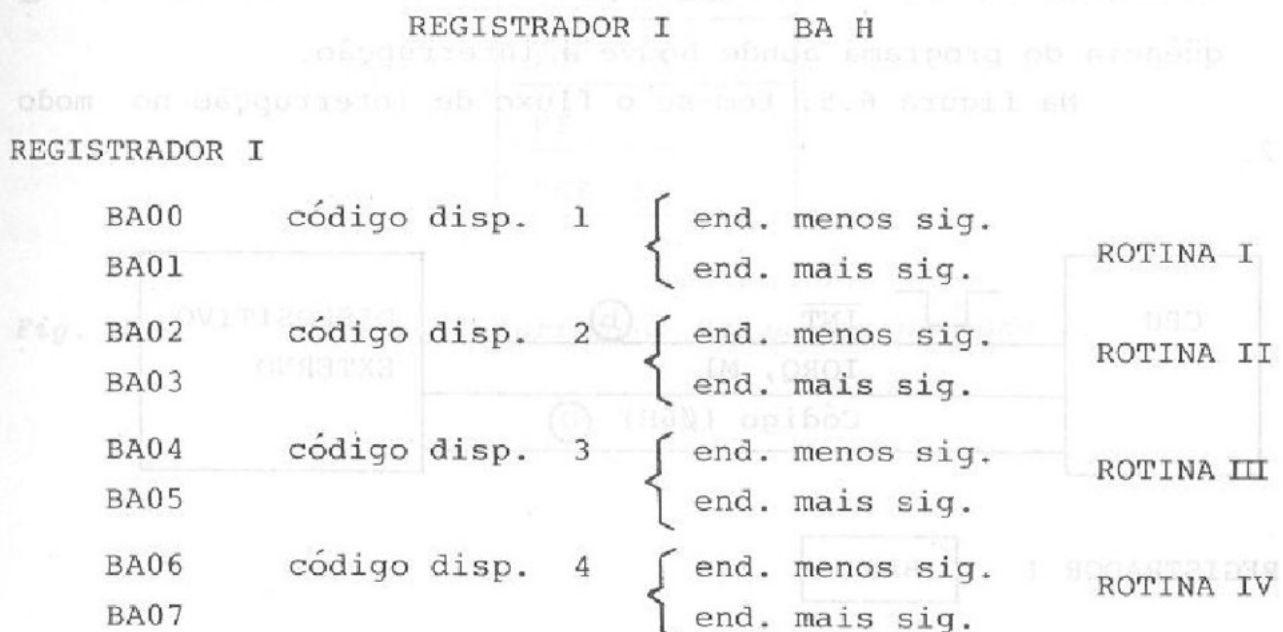 REGISTRADOR I BA H
REGISTRADOR I
BA00 código disp. 1 end. menos sig.
BA01 end. mais sig.
ROTINA I
BA02 código disp. 2 end. menos sig.
BA03 end. mais sig.
ROTINA II
BA04 código disp. 3 end. menos sig.
BA05 end. mais sig.
ROTINA III
BA06 código disp. 4 end. menos sig.
BA07 end. mais sig.
ROTINA IV